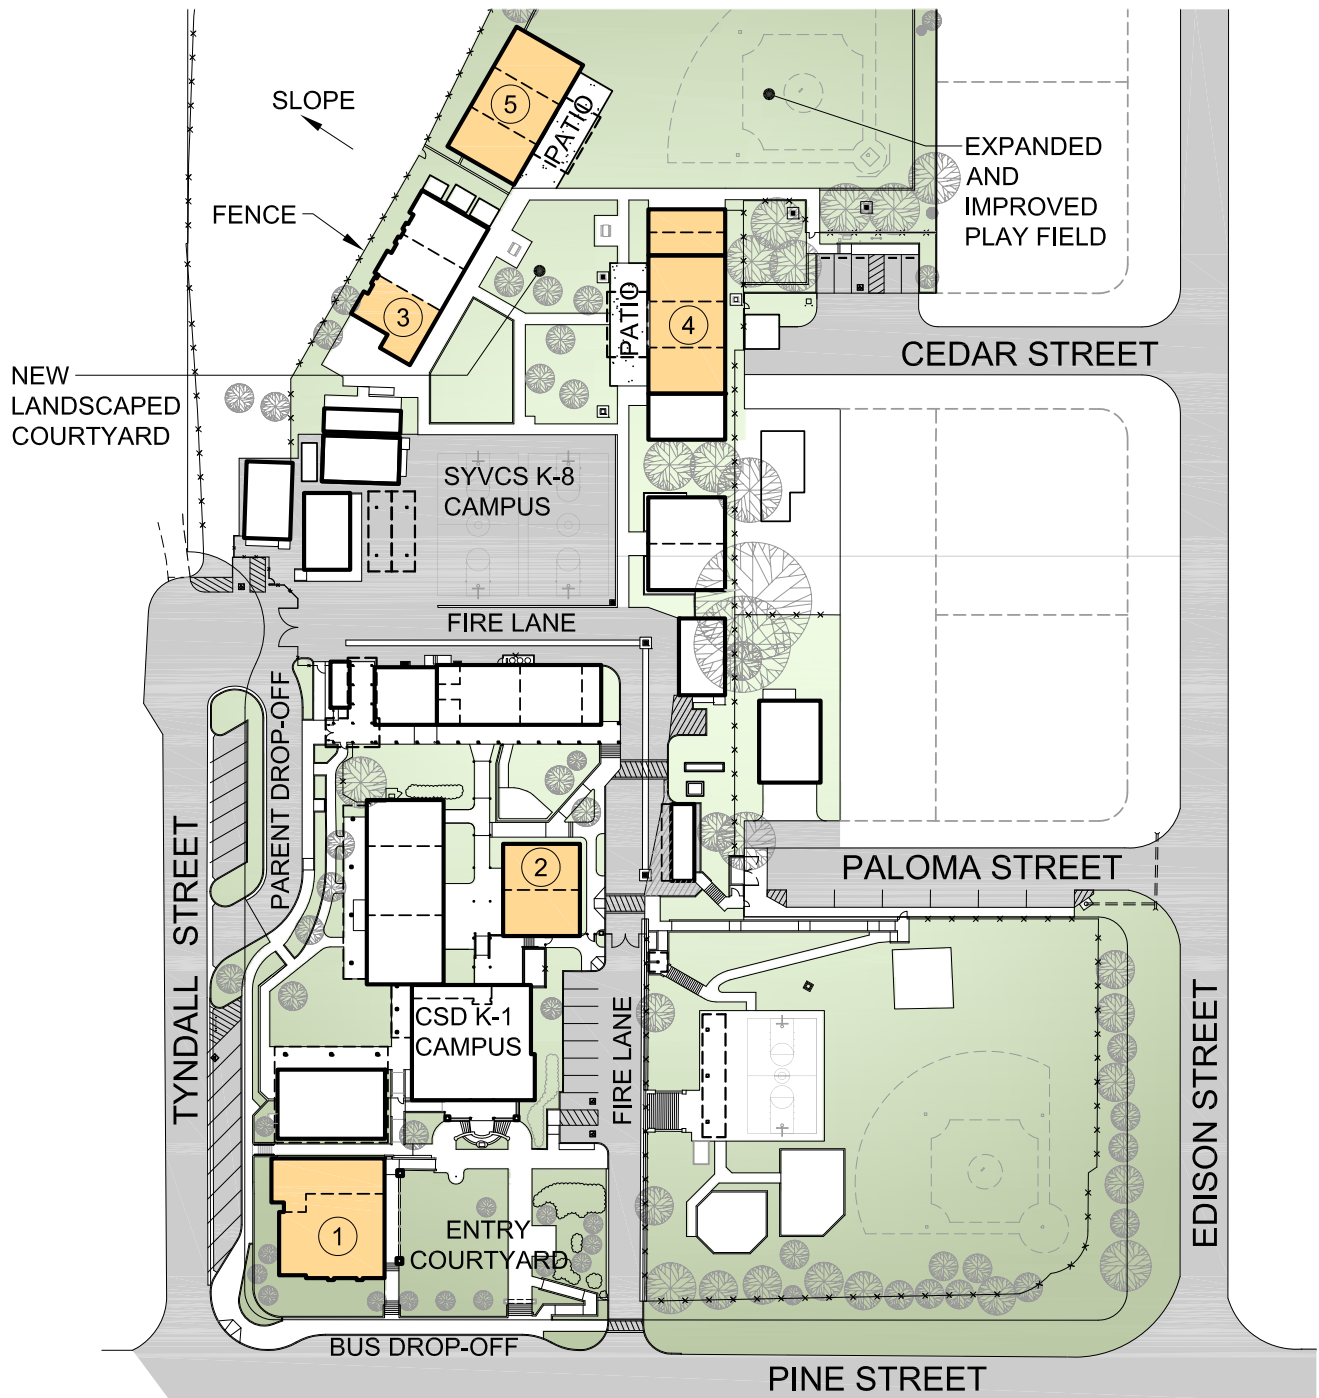 SLOPE
5
PATIO
EXPANDED
AND
IMPROVED
PLAY FIELD
FENCE
3
PATIO
4
CEDAR STREET
NEW
LANDSCAPED
COURTYARD
SYVCS K-8
CAMPUS
FIRE LANE
PARENT DROP-OFF
TYNDALL STREET
2
PALOMA STREET
CSD K-1
CAMPUS
FIRE LANE
EDISON STREET
1
ENTRY
COURTYARD
BUS DROP-OFF
PINE STREET